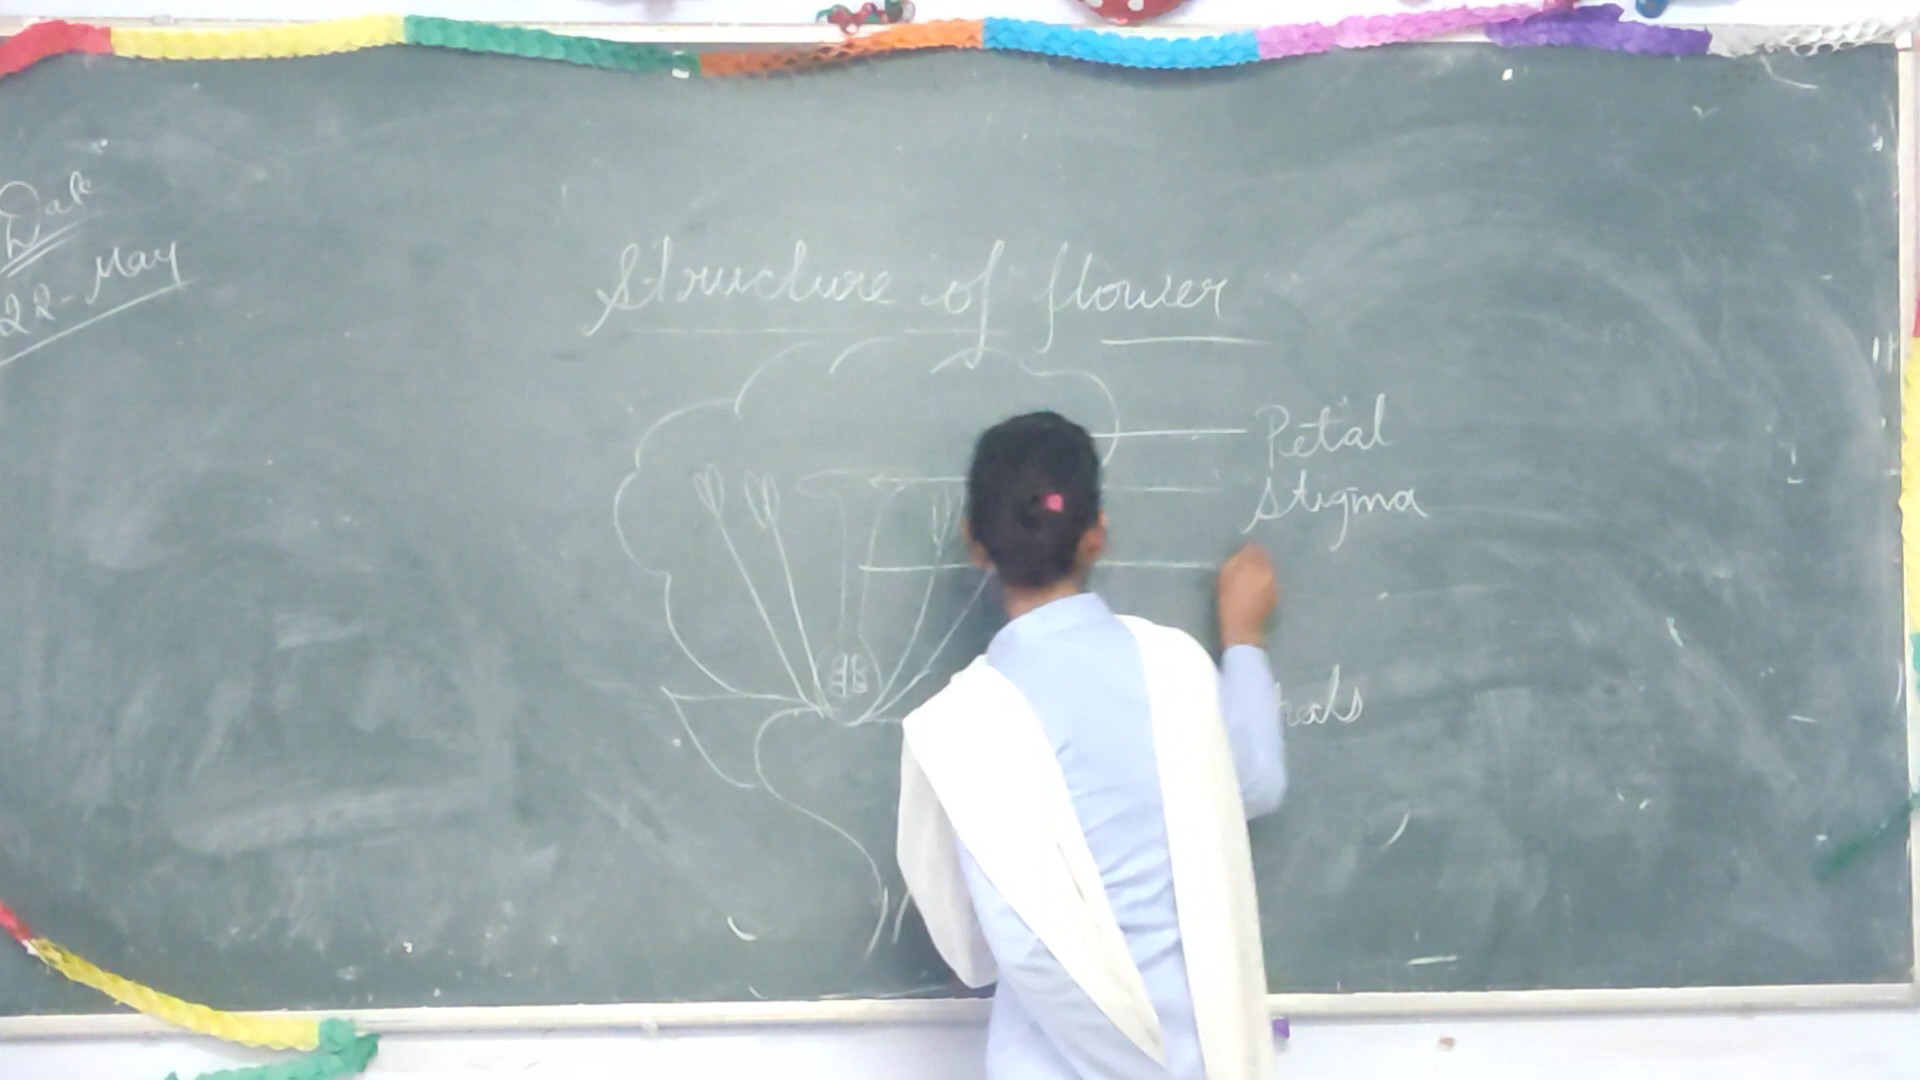 Date
22-May
Structure of flower
Petal
Stigma